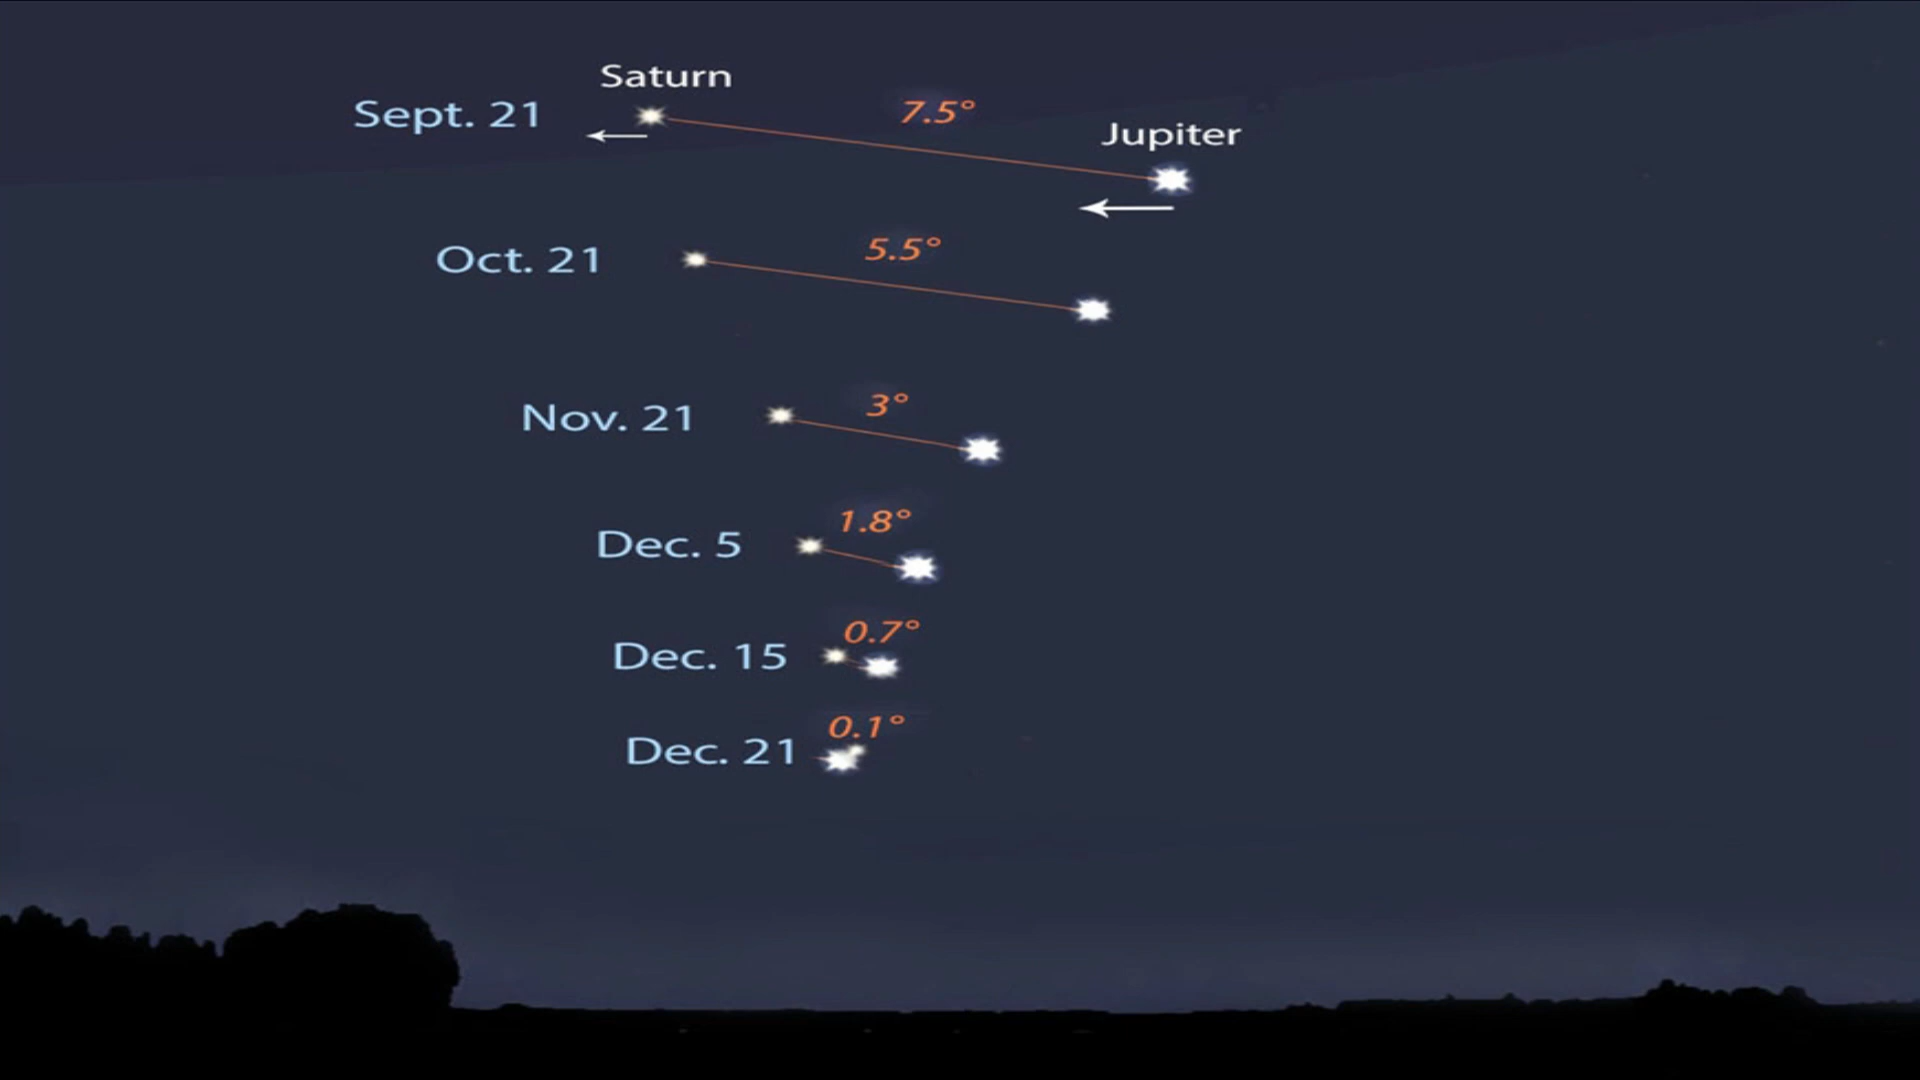 Saturn
Sept. 21
7.5°
Jupiter
Oct. 21
5.5°
Nov. 21
3°
Dec. 5
1.8°
Dec. 15
0.7°
Dec. 21
0.1°